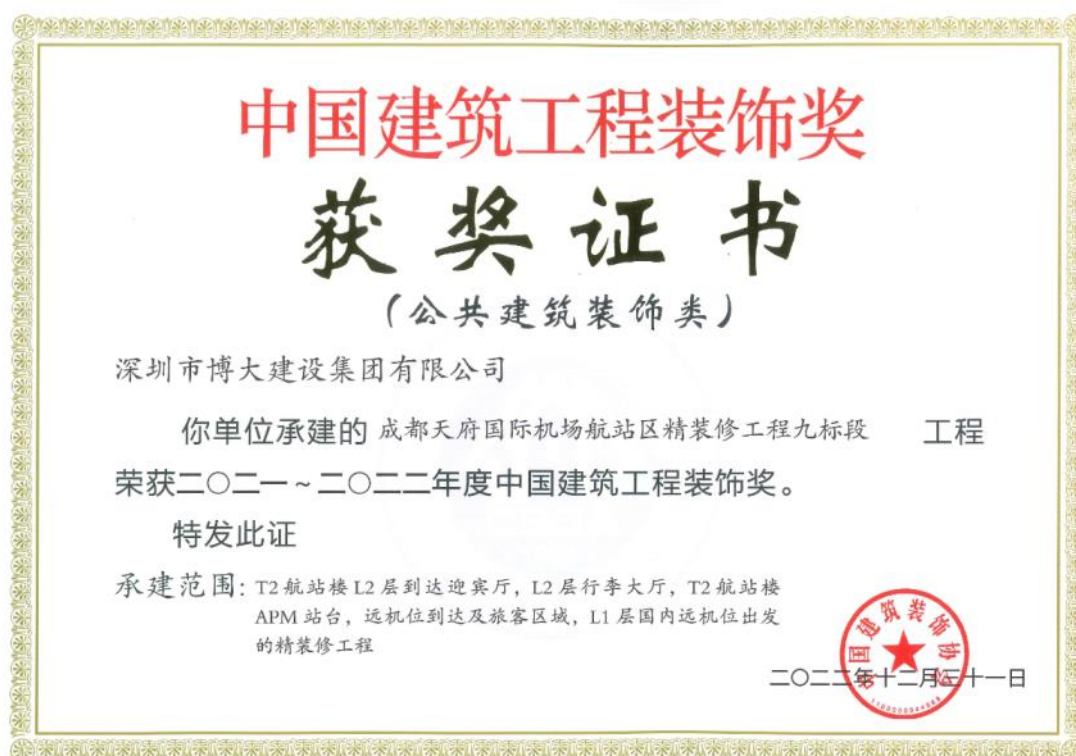 中国建筑工程装饰奖
获奖证书
（公共建筑装饰类）
深圳市博大建设集团有限公司
你单位承建的 成都天府国际机场航站区精装修工程九标段 工程
荣获二〇二一～二〇二二年度中国建筑工程装饰奖。
特发此证
承建范围：T2航站楼L2层到达迎宾厅，L2层行李大厅，T2航站楼
APM站台，远机位到达及旅客区域，L1层国内远机位出发
的精装修工程
中国建筑装饰协会
二〇二二年十二月三十一日